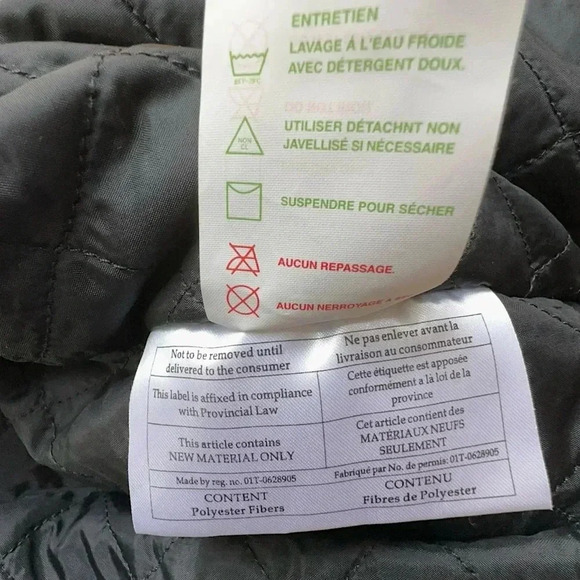 ENTRETIEN
LAVAGE Á L'EAU FROIDE
AVEC DÉTERGENT DOUX.
UTILISER DÉTACHNT NON
JAVELLISÉ SI NÉCESSAIRE
NON
CL
SUSPENDRE POUR SÉCHER
AUCUN REPASSAGE.
AUCUN NERROYAGE À
Not to be removed until
delivered to the consumer
Ne pas enlever avant la
livraison au consommateur
This label is affixed in compliance
with Provincial Law
Cette étiquette est apposée
conformément à la loi de la
province
This article contains
NEW MATERIAL ONLY
Cet article contient des
MATÉRIAUX NEUFS
SEULEMENT
Made by reg. no. 01T-0628905
Fabriqué par No. de permis: 01T-0628905
CONTENT
Polyester Fibers
CONTENU
Fibres de Polyester